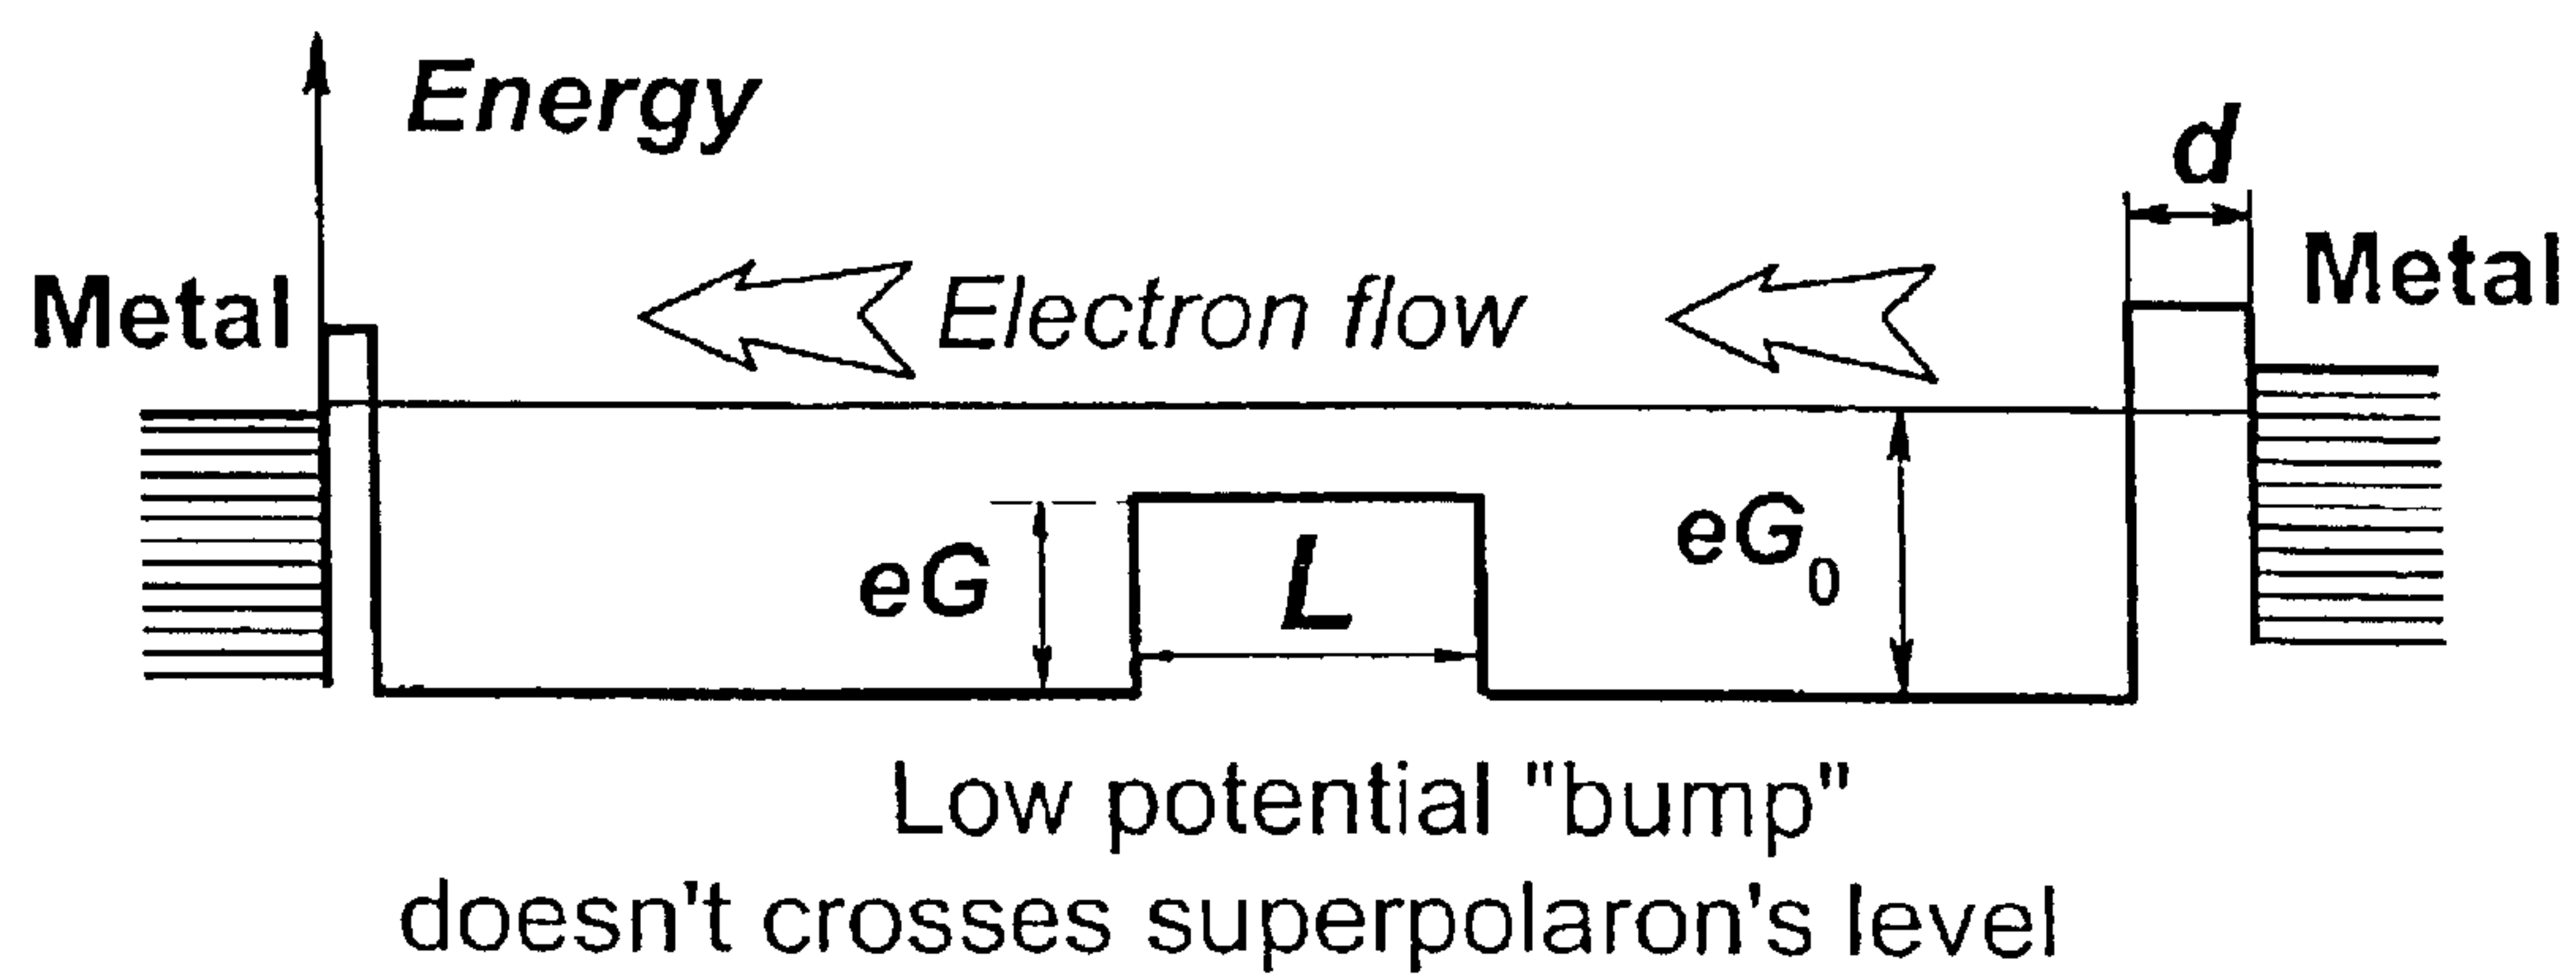 Energy
d
Metal
Electron flow
Metal
eG
L
eG₀
Low potential "bump"
doesn't crosses superpolaron's level